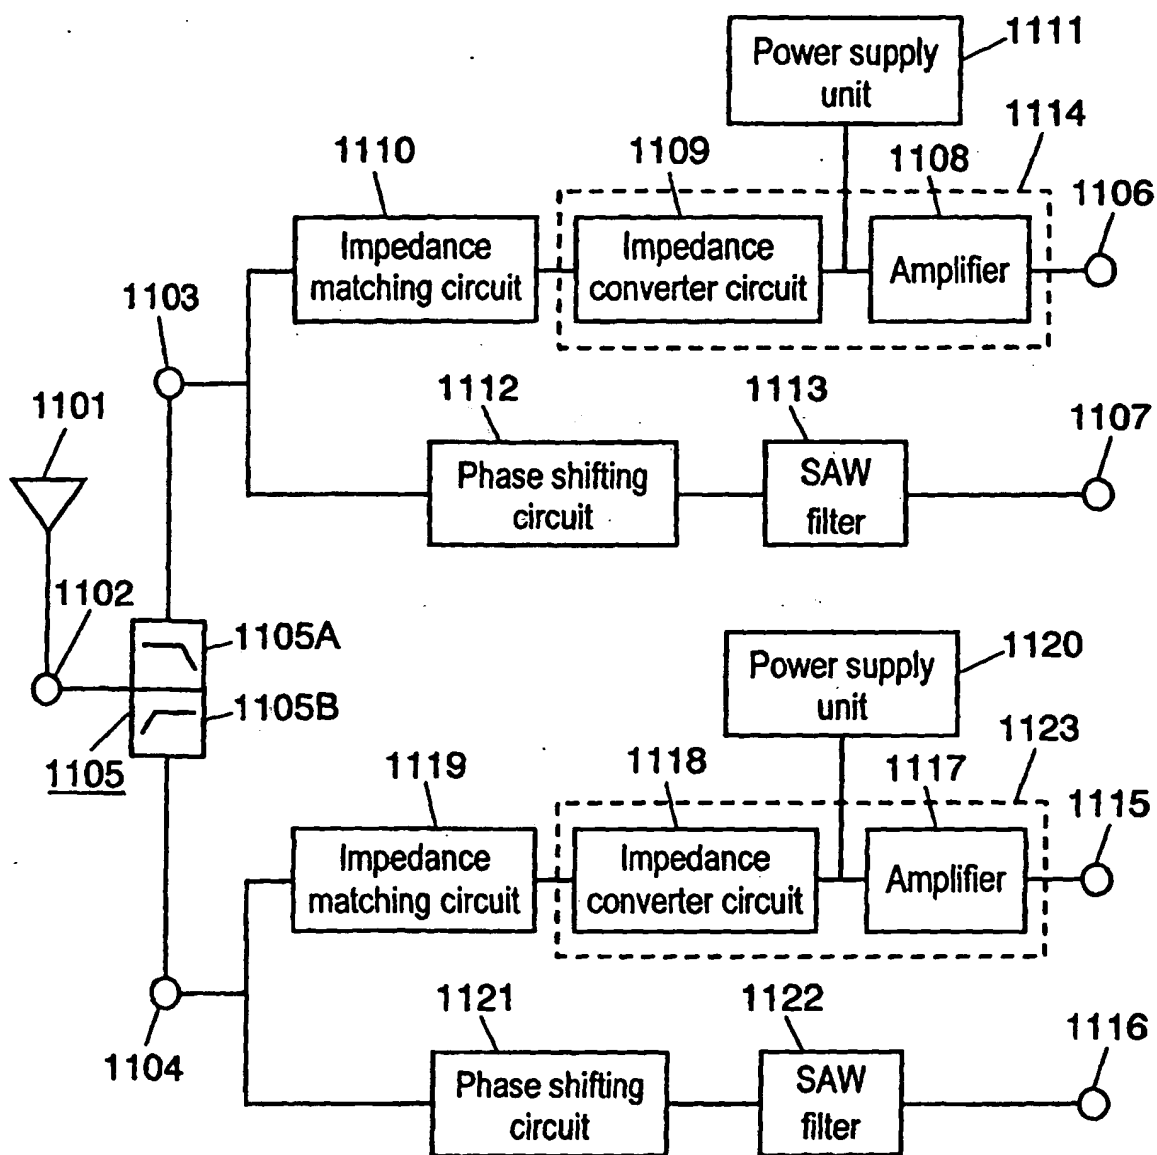 1111
Power supply
unit
1114
1110
1109
1108
1106
Impedance
matching circuit
Impedance
converter circuit
Amplifier
1103
1112
1113
1107
1101
Phase shifting
circuit
SAW
filter
1102
1105A
1105B
1105
1120
Power supply
unit
1123
1119
1118
1117
1115
Impedance
matching circuit
Impedance
converter circuit
Amplifier
1104
1121
1122
1116
Phase shifting
circuit
SAW
filter